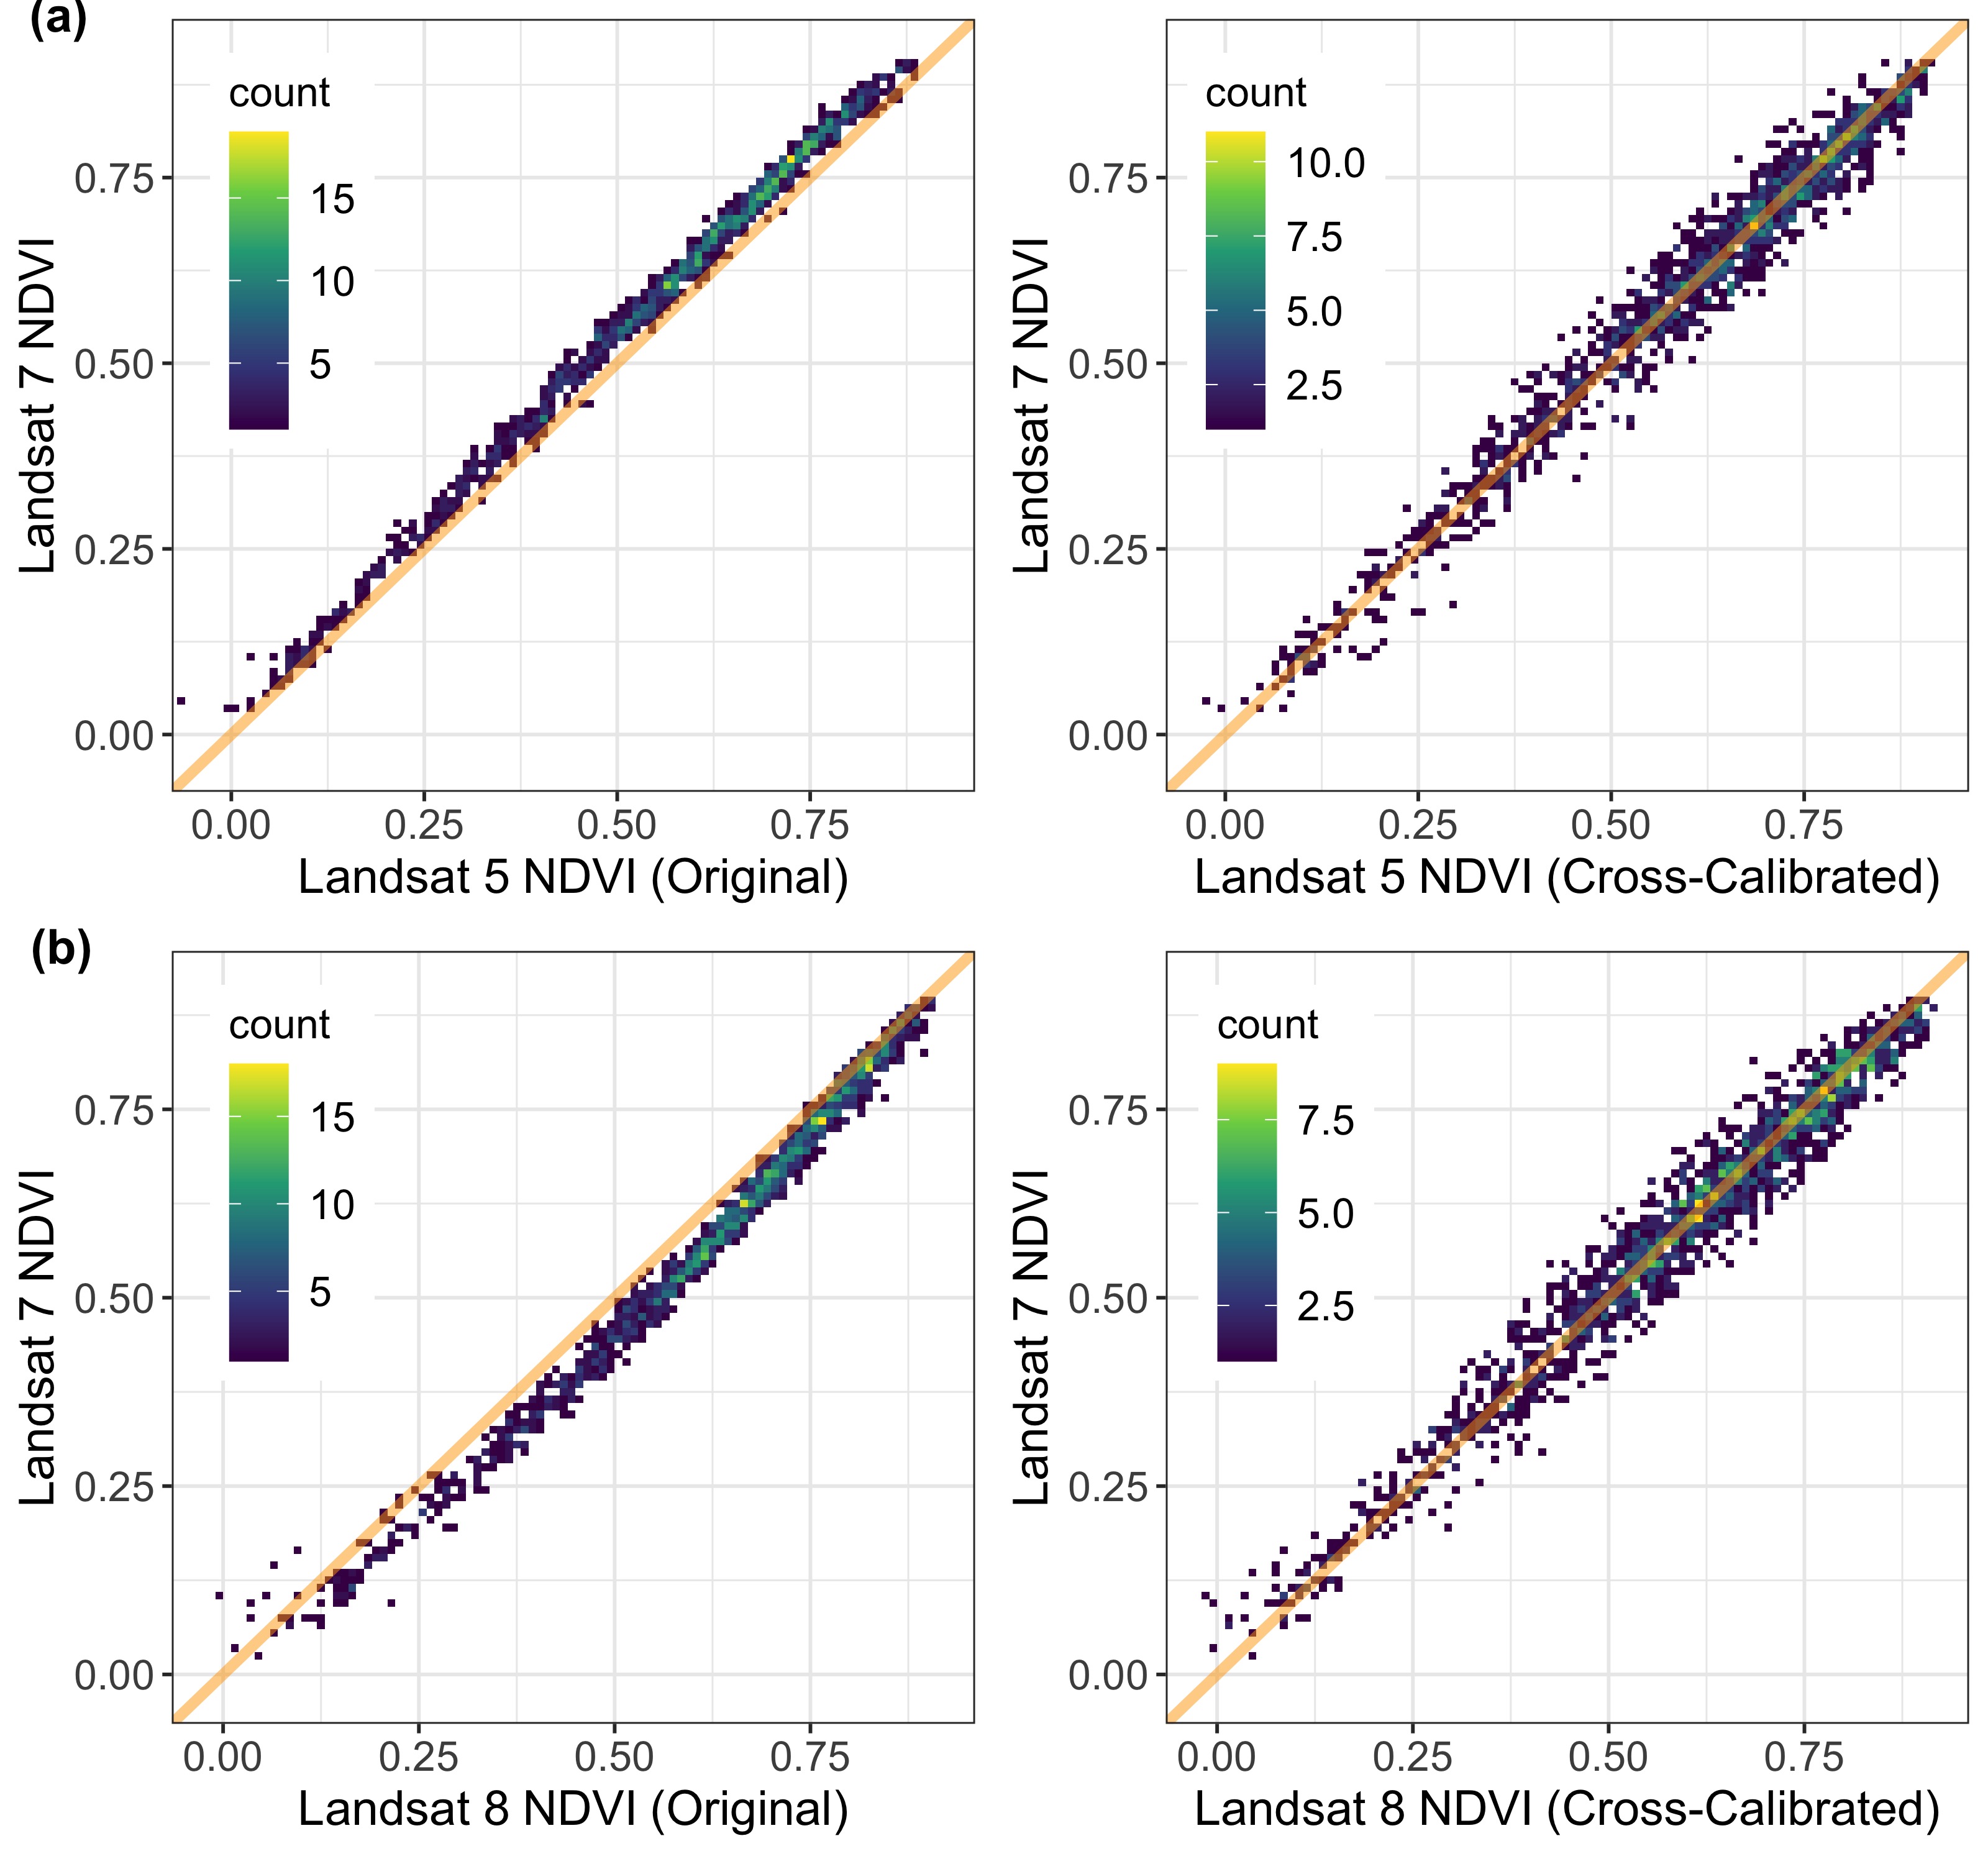 (a)
count
15
10
5
Landsat 7 NDVI
0.75
0.50
0.25
0.00
0.00 0.25 0.50 0.75
Landsat 5 NDVI (Original)
count
10.0
7.5
5.0
2.5
Landsat 7 NDVI
0.75
0.50
0.25
0.00
0.00 0.25 0.50 0.75
Landsat 5 NDVI (Cross-Calibrated)
(b)
count
15
10
5
Landsat 7 NDVI
0.75
0.50
0.25
0.00
0.00 0.25 0.50 0.75
Landsat 8 NDVI (Original)
count
7.5
5.0
2.5
Landsat 7 NDVI
0.75
0.50
0.25
0.00
0.00 0.25 0.50 0.75
Landsat 8 NDVI (Cross-Calibrated)